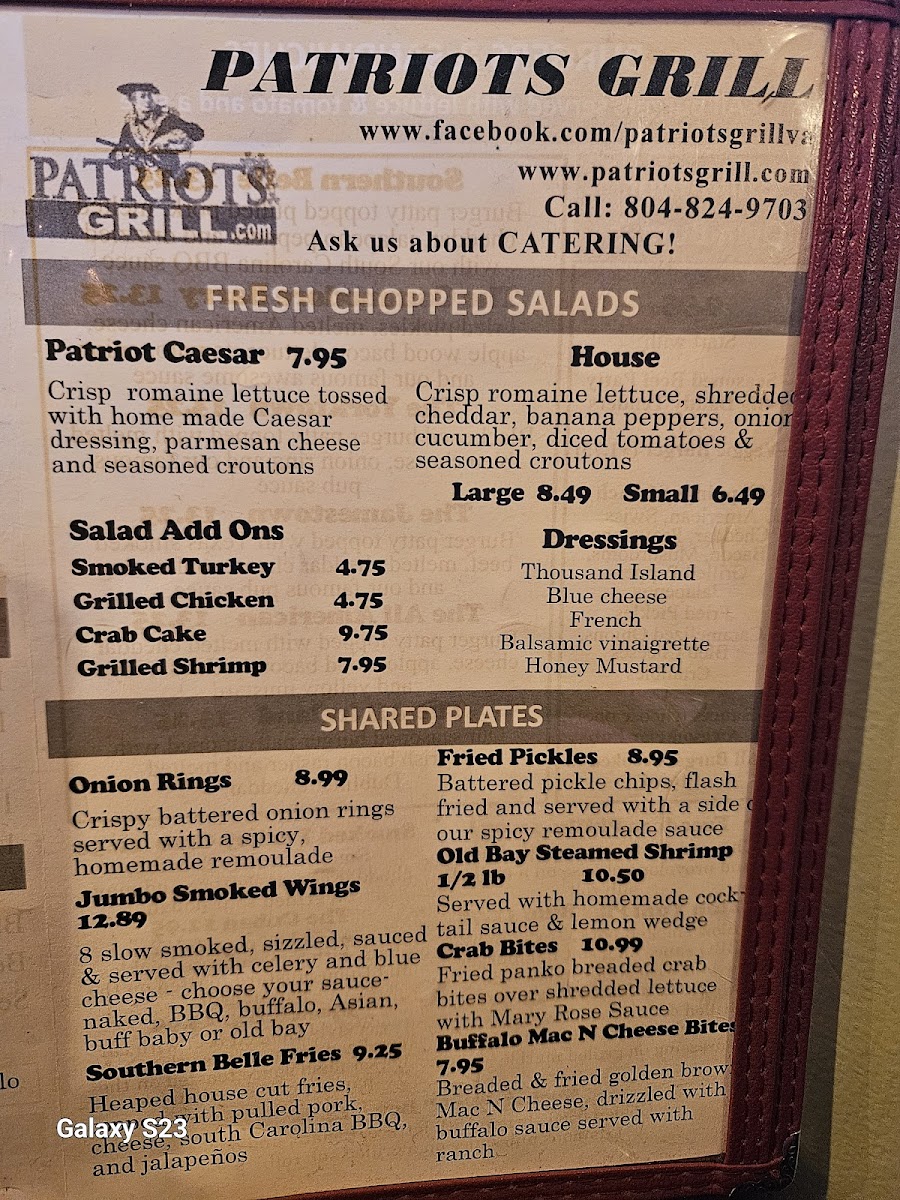 PATRIOTS GRILL
www.facebook.com/patriotsgrillva
www.patriotsgrill.com
Call: 804-824-9703
Ask us about CATERING!
PATRIOTS
GRILL.com
FRESH CHOPPED SALADS
Patriot Caesar 7.95
Crisp romaine lettuce tossed
with home made Caesar
dressing, parmesan cheese
and seasoned croutons
House
Crisp romaine lettuce, shredded
cheddar, banana peppers, onion
cucumber, diced tomatoes &
seasoned croutons
Large 8.49 Small 6.49
Salad Add Ons
Smoked Turkey 4.75
Grilled Chicken 4.75
Crab Cake 9.75
Grilled Shrimp 7.95
Dressings
Thousand Island
Blue cheese
French
Balsamic vinaigrette
Honey Mustard
SHARED PLATES
Onion Rings 8.99
Crispy battered onion rings
served with a spicy,
homemade remoulade
Jumbo Smoked Wings
12.89
8 slow smoked, sizzled, sauced
& served with celery and blue
cheese - choose your sauce-
naked, BBQ, buffalo, Asian,
buff baby or old bay
Southern Belle Fries 9.25
Heaped house cut fries,
with pulled pork,
cheese, south Carolina BBQ,
and jalapeños
Fried Pickles 8.95
Battered pickle chips, flash
fried and served with a side
our spicy remoulade sauce
Old Bay Steamed Shrimp
1/2 lb 10.50
Served with homemade cock-
tail sauce & lemon wedge
Crab Bites 10.99
Fried panko breaded crab
bites over shredded lettuce
with Mary Rose Sauce
Buffalo Mac N Cheese Bites
7.95
Breaded & fried golden brow
Mac N Cheese, drizzled with
buffalo sauce served with
ranch
lo
Galaxy S23